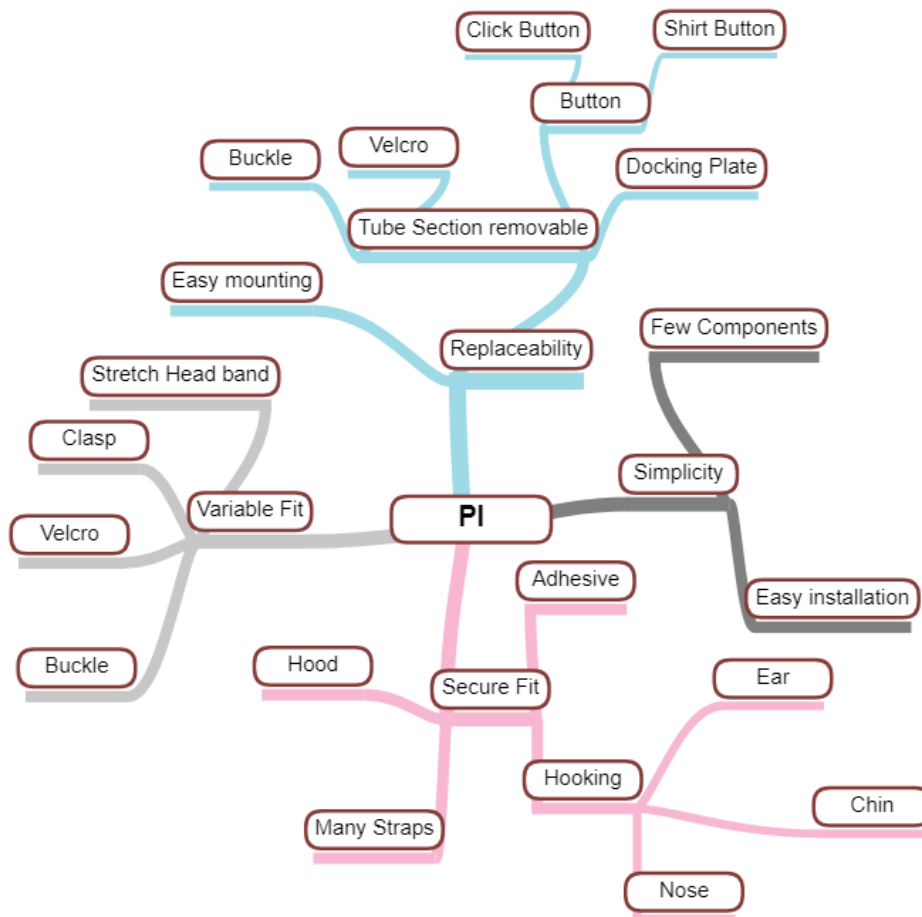 Click Button
Shirt Button
Button
Velcro
Buckle
Docking Plate
Tube Section removable
Easy mounting
Few Components
Replaceability
Stretch Head band
Clasp
Simplicity
Variable Fit
PI
Velcro
Adhesive
Easy installation
Hood
Buckle
Secure Fit
Ear
Hooking
Chin
Many Straps
Nose